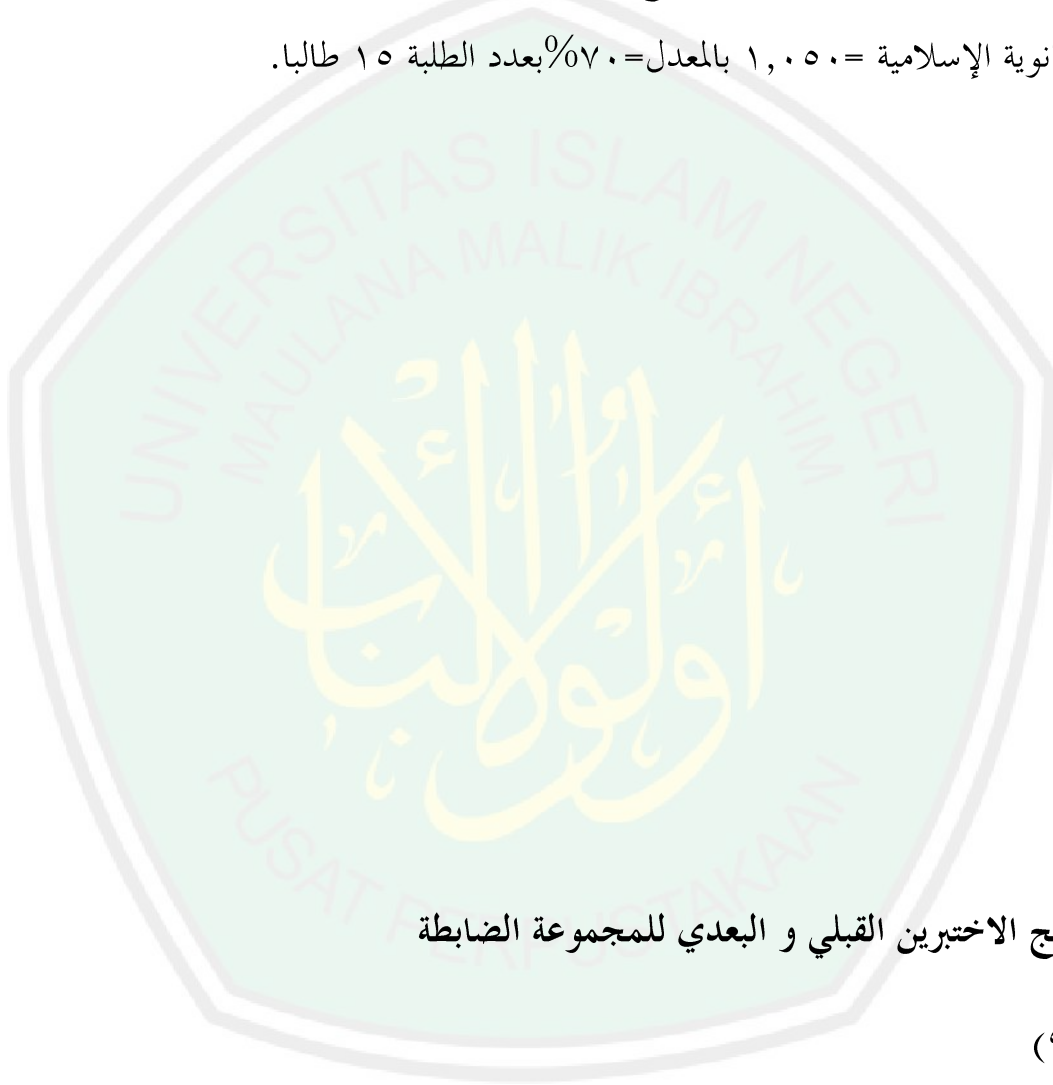 نوية الإسلامية =١,٠٥٠ بالمعدل=٧٠%بعدد الطلبة ١٥ طالبا.
UNIVERSITAS ISLAM NEGERI
MAULANA MALIK IBRAHIM
أولو الألباب
PUSAT PERPUSTAKAAN
ج الاختبرين القبلي و البعدي للمجموعة الضابطة